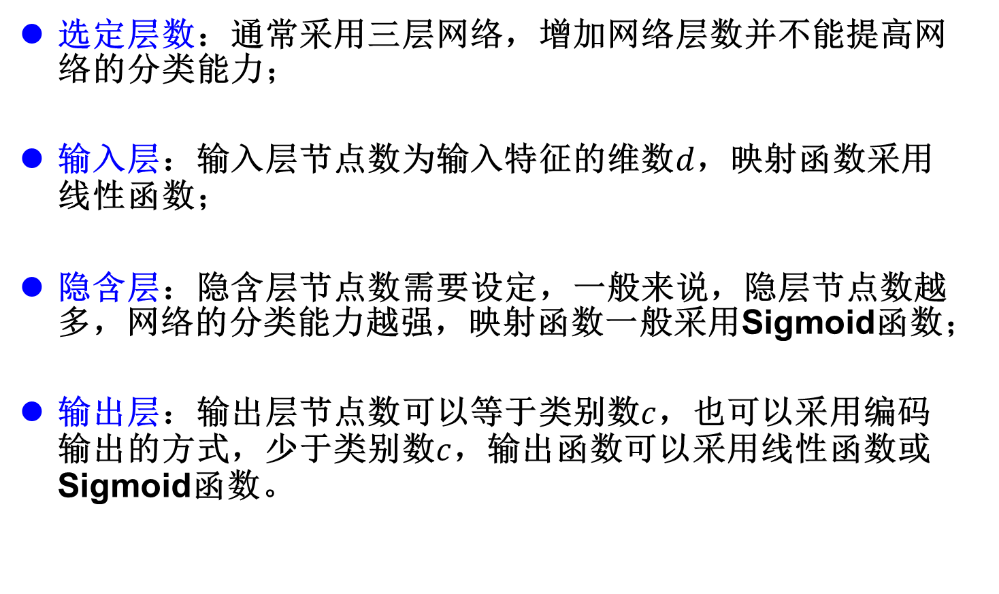 ● 选定层数：通常采用三层网络，增加网络层数并不能提高网
络的分类能力；
● 输入层：输入层节点数为输入特征的维数d，映射函数采用
线性函数；
● 隐含层：隐含层节点数需要设定，一般来说，隐层节点数越
多，网络的分类能力越强，映射函数一般采用Sigmoid函数；
● 输出层：输出层节点数可以等于类别数c，也可以采用编码
输出的方式，少于类别数c，输出函数可以采用线性函数或
Sigmoid函数。